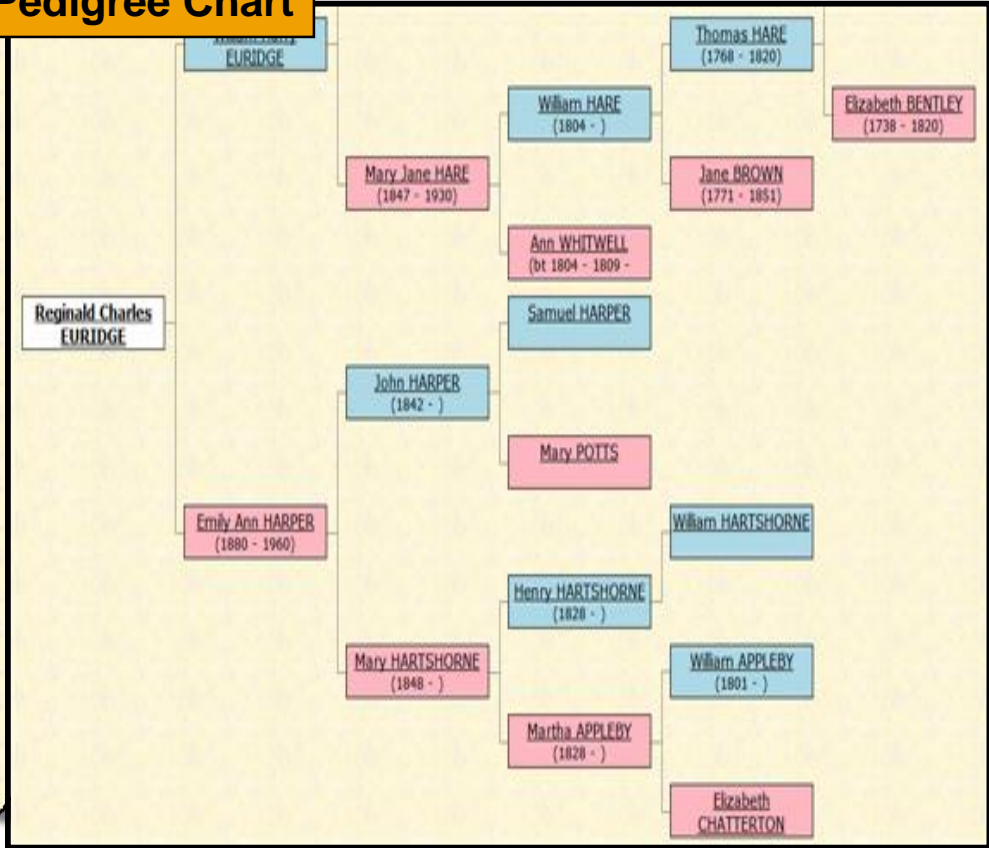 Pedigree Chart
EURIDGE
Thomas HARE
(1768 - 1820)
William HARE
(1804 - )
Elizabeth BENTLEY
(1738 - 1820)
Mary Jane HARE
(1847 - 1930)
Jane BROWN
(1771 - 1851)
Ann WHITWELL
(bt 1804 - 1809 -
Reginald Charles
EURIDGE
Samuel HARPER
John HARPER
(1842 - )
Mary POTTS
Emily Ann HARPER
(1880 - 1960)
William HARTSHORNE
Henry HARTSHORNE
(1828 - )
Mary HARTSHORNE
(1848 - )
William APPLEBY
(1801 - )
Martha APPLEBY
(1828 - )
Elizabeth
CHATTERTON